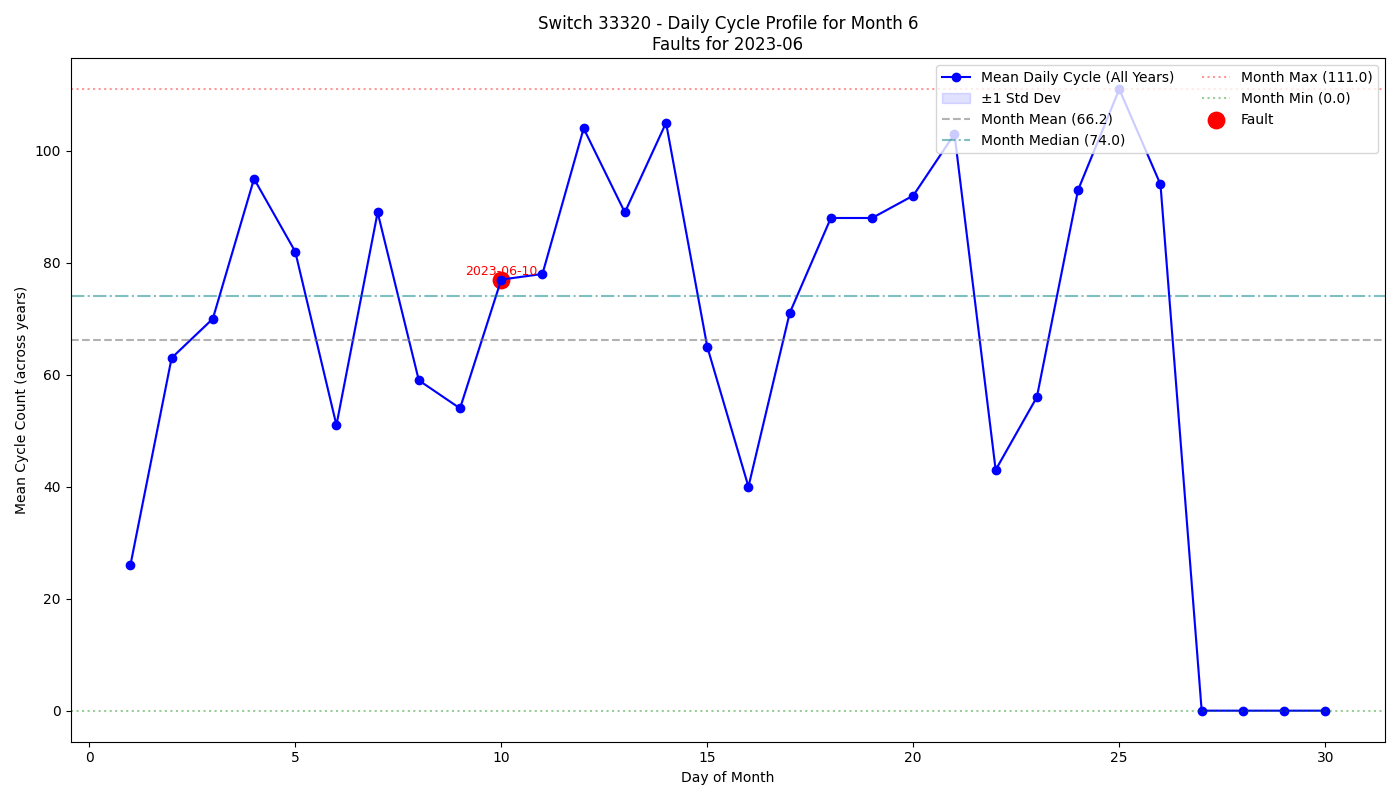 Switch 33320 - Daily Cycle Profile for Month 6
Faults for 2023-06
Mean Daily Cycle (All Years)
±1 Std Dev
Month Mean (66.2)
Month Median (74.0)
Month Max (111.0)
Month Min (0.0)
Fault
2023-06-10
Mean Cycle Count (across years)
100
80
60
40
20
0
0
5
10
15
20
25
30
Day of Month